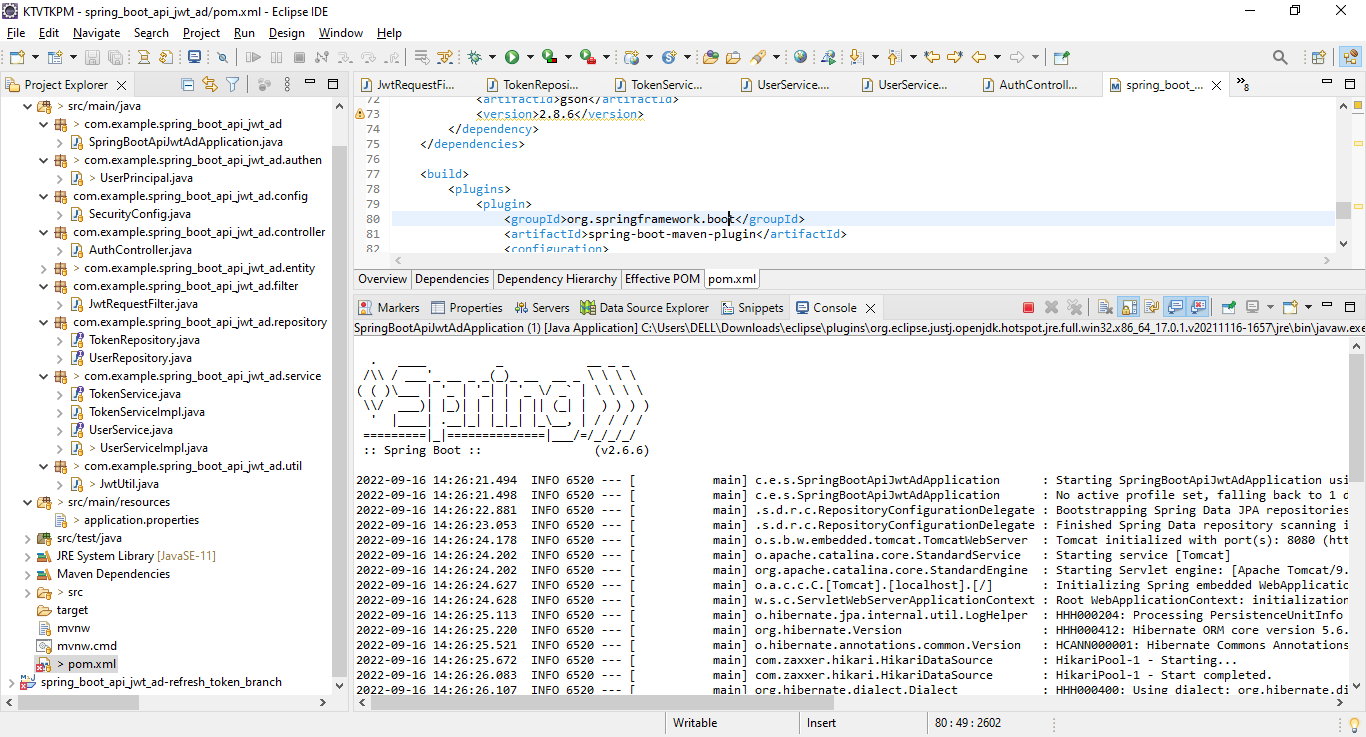 KTVTKPM - spring_boot_api_jwt_ad/pom.xml - Eclipse IDE
File Edit Navigate Search Project Run Design Window Help
Project Explorer
> src/main/java
> com.example.spring_boot_api_jwt_ad
SpringBootApiJwtAdApplication.java
> com.example.spring_boot_api_jwt_ad.authen
> UserPrincipal.java
com.example.spring_boot_api_jwt_ad.config
SecurityConfig.java
com.example.spring_boot_api_jwt_ad.controller
AuthController.java
> com.example.spring_boot_api_jwt_ad.entity
com.example.spring_boot_api_jwt_ad.filter
JwtRequestFilter.java
com.example.spring_boot_api_jwt_ad.repository
TokenRepository.java
UserRepository.java
> com.example.spring_boot_api_jwt_ad.service
TokenService.java
TokenServiceImpl.java
UserService.java
> UserServiceImpl.java
> com.example.spring_boot_api_jwt_ad.util
> JwtUtil.java
> src/main/resources
> application.properties
src/test/java
JRE System Library [JavaSE-11]
Maven Dependencies
> src
target
mvnw
mvnw.cmd
> pom.xml
spring_boot_api_jwt_ad-refresh_token_branch
JwtRequestFi... TokenReposi... TokenServic... UserService.... UserService... AuthControll... spring_boot_... 8
72 <artifactId>gson</artifactId>
73 <version>2.8.6</version>
74 </dependency>
75 </dependencies>
76
77 <build>
78 <plugins>
79 <plugin>
80 <groupId>org.springframework.boot</groupId>
81 <artifactId>spring-boot-maven-plugin</artifactId>
82 <configuration>
Overview Dependencies Dependency Hierarchy Effective POM pom.xml
Markers Properties Servers Data Source Explorer Snippets Console
SpringBootApiJwtAdApplication (1) [Java Application] C:\Users\DELL\Downloads\eclipse\plugins\org.eclipse.justj.openjdk.hotspot.jre.full.win32.x86_64_17.0.1.v20211116-1657\jre\bin\javaw.exe
Spring
:: Spring Boot :: (v2.6.6)
2022-09-16 14:26:21.494 INFO 6520 --- [ main] c.e.s.SpringBootApiJwtAdApplication : Starting SpringBootApiJwtAdApplication usi
2022-09-16 14:26:21.498 INFO 6520 --- [ main] c.e.s.SpringBootApiJwtAdApplication : No active profile set, falling back to 1 d
2022-09-16 14:26:22.881 INFO 6520 --- [ main] .s.d.r.c.RepositoryConfigurationDelegate : Bootstrapping Spring Data JPA repositories
2022-09-16 14:26:23.053 INFO 6520 --- [ main] .s.d.r.c.RepositoryConfigurationDelegate : Finished Spring Data repository scanning i
2022-09-16 14:26:24.178 INFO 6520 --- [ main] o.s.b.w.embedded.tomcat.TomcatWebServer : Tomcat initialized with port(s): 8080 (htt
2022-09-16 14:26:24.202 INFO 6520 --- [ main] o.apache.catalina.core.StandardService : Starting service [Tomcat]
2022-09-16 14:26:24.202 INFO 6520 --- [ main] org.apache.catalina.core.StandardEngine : Starting Servlet engine: [Apache Tomcat/9.
2022-09-16 14:26:24.627 INFO 6520 --- [ main] o.a.c.c.C.[Tomcat].[localhost].[/] : Initializing Spring embedded WebApplicatio
2022-09-16 14:26:24.628 INFO 6520 --- [ main] w.s.c.ServletWebServerApplicationContext : Root WebApplicationContext: initialization
2022-09-16 14:26:25.113 INFO 6520 --- [ main] o.hibernate.jpa.internal.util.LogHelper : HHH000204: Processing PersistenceUnitInfo
2022-09-16 14:26:25.220 INFO 6520 --- [ main] org.hibernate.Version : HHH000412: Hibernate ORM core version 5.6.
2022-09-16 14:26:25.521 INFO 6520 --- [ main] o.hibernate.annotations.common.Version : HCANN000001: Hibernate Commons Annotations
2022-09-16 14:26:25.672 INFO 6520 --- [ main] com.zaxxer.hikari.HikariDataSource : HikariPool-1 - Starting...
2022-09-16 14:26:26.083 INFO 6520 --- [ main] com.zaxxer.hikari.HikariDataSource : HikariPool-1 - Start completed.
2022-09-16 14:26:26.107 INFO 6520 --- [ main] org.hibernate.dialect.Dialect : HHH000400: Using dialect: org.hibernate.di
Writable Insert 80 : 49 : 2602